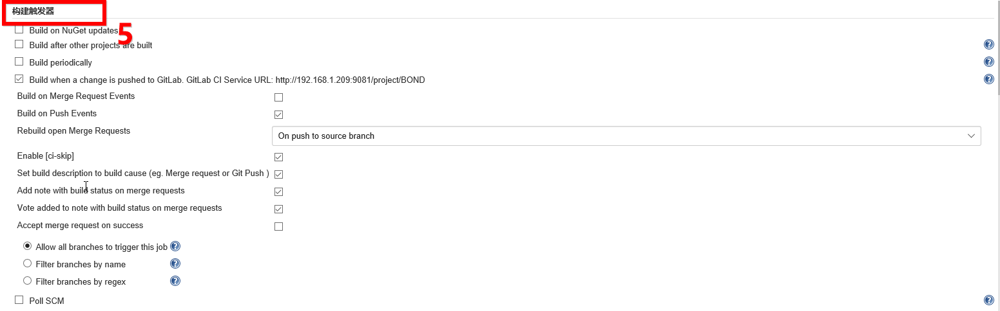 构建触发器
5
Build on NuGet updates
Build after other projects are built
Build periodically
Build when a change is pushed to GitLab. GitLab CI Service URL: http://192.168.1.209:9081/project/BOND
Build on Merge Request Events
Build on Push Events
Rebuild open Merge Requests
On push to source branch
Enable [ci-skip]
Set build description to build cause (eg. Merge request or Git Push )
Add note with build status on merge requests
Vote added to note with build status on merge requests
Accept merge request on success
Allow all branches to trigger this job
Filter branches by name
Filter branches by regex
Poll SCM